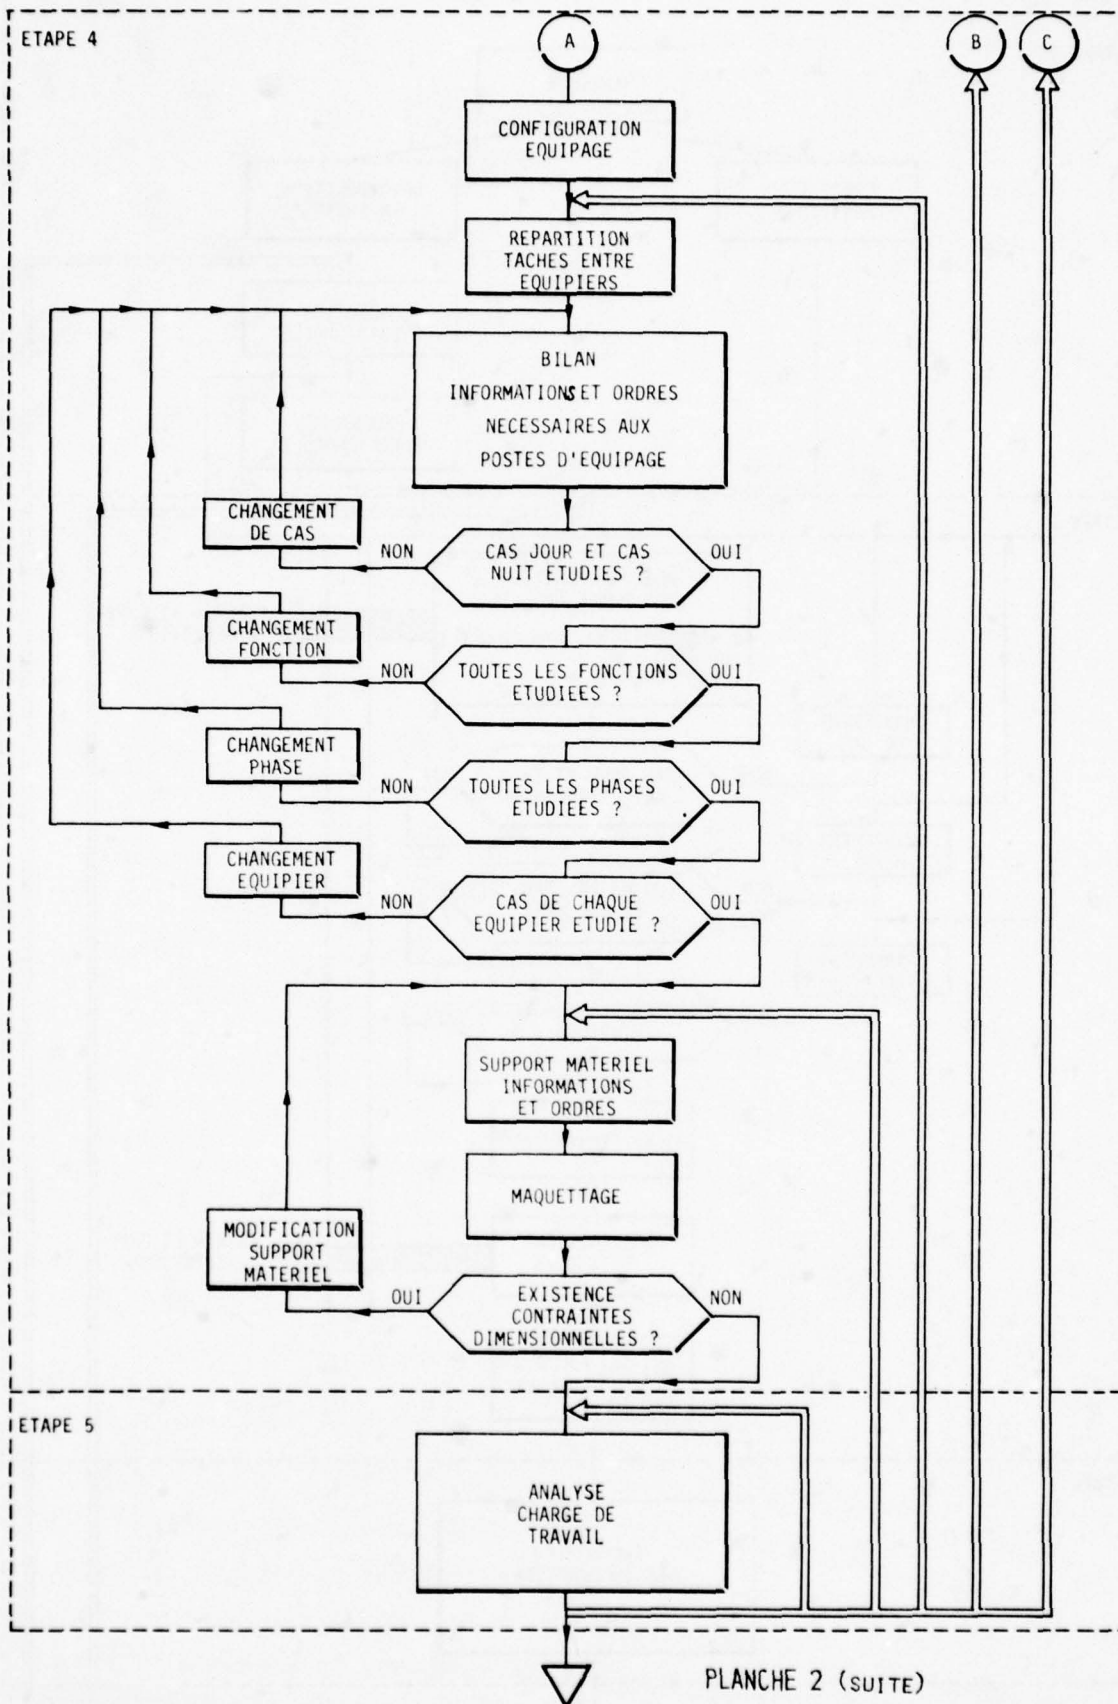 ETAPE 4
A
B
C
CONFIGURATION
EQUIPAGE
REPARTITION
TACHES ENTRE
EQUIPIERS
BILAN
INFORMATIONS ET ORDRES
NECESSAIRES AUX
POSTES D'EQUIPAGE
CHANGEMENT
DE CAS
NON
CAS JOUR ET CAS
NUIT ETUDIES ?
OUI
CHANGEMENT
FONCTION
NON
TOUTES LES FONCTIONS
ETUDIEES ?
OUI
CHANGEMENT
PHASE
NON
TOUTES LES PHASES
ETUDIEES ?
OUI
CHANGEMENT
EQUIPIER
NON
CAS DE CHAQUE
EQUIPIER ETUDIE ?
OUI
SUPPORT MATERIEL
INFORMATIONS
ET ORDRES
MAQUETTAGE
MODIFICATION
SUPPORT
MATERIEL
OUI
EXISTENCE
CONTRAINTES
DIMENSIONNELLES ?
NON
ETAPE 5
ANALYSE
CHARGE DE
TRAVAIL
PLANCHE 2 (SUITE)